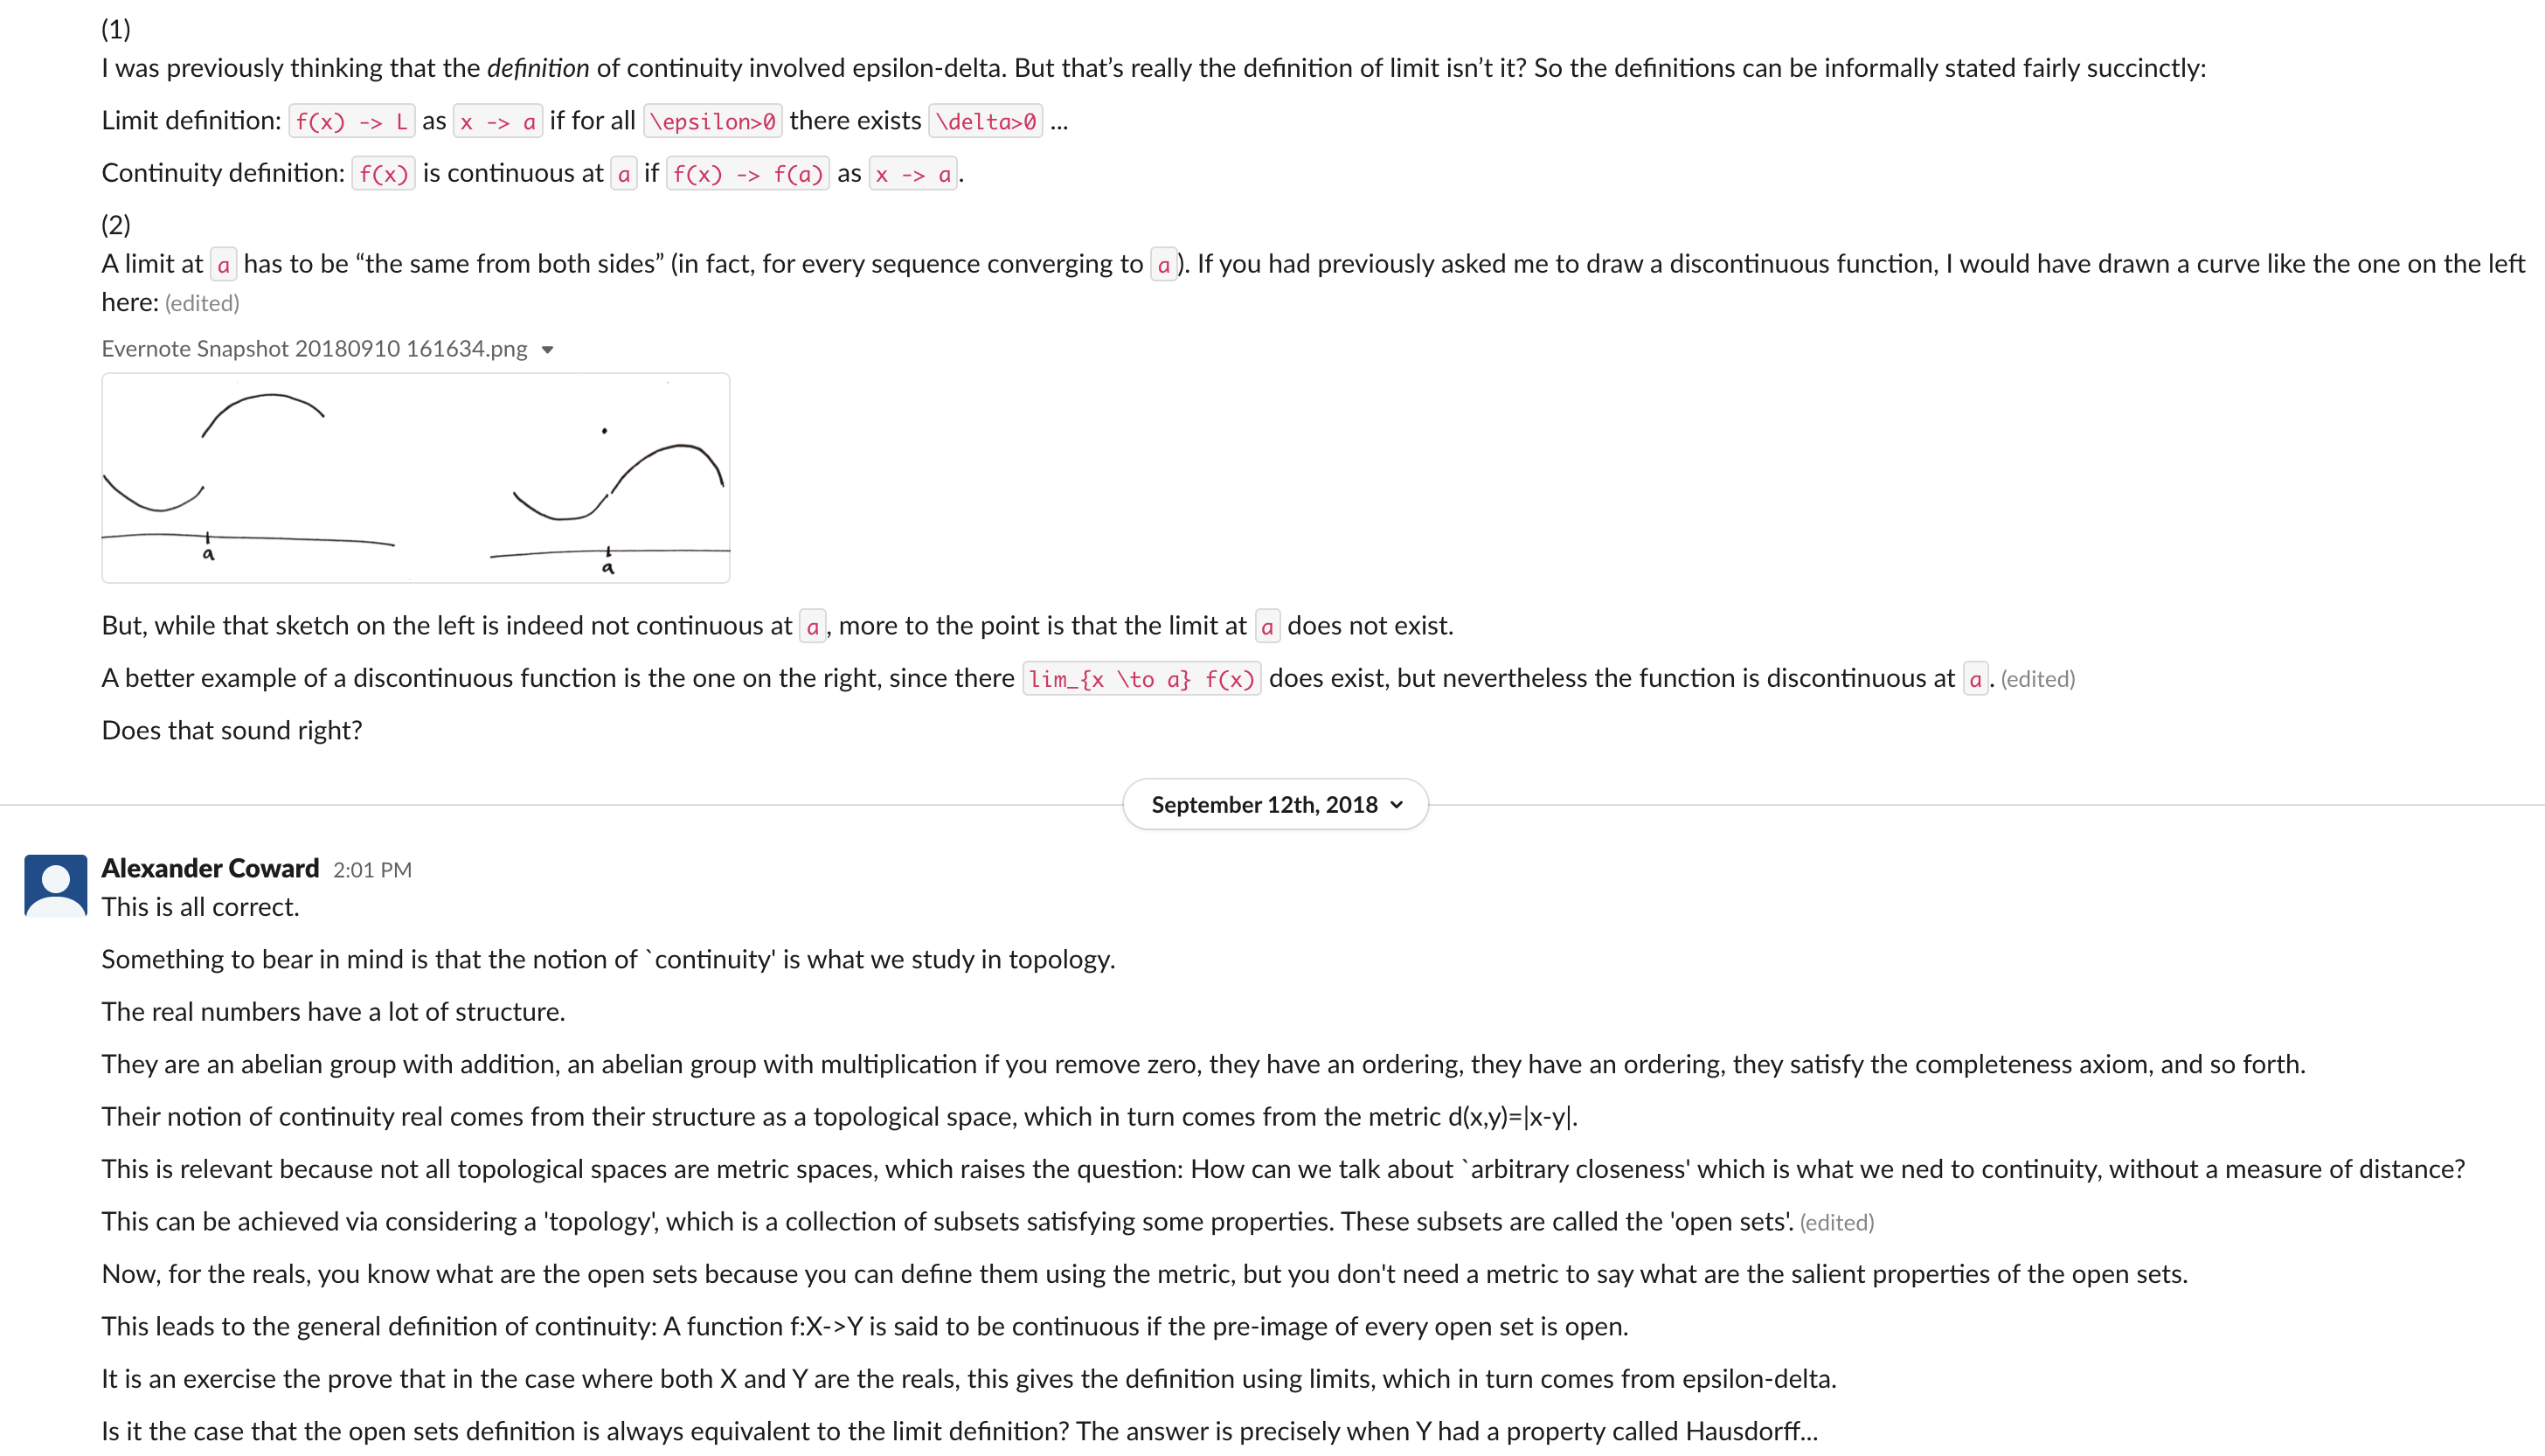 (1)
I was previously thinking that the definition of continuity involved epsilon-delta. But that’s really the definition of limit isn’t it? So the definitions can be informally stated fairly succinctly:
Limit definition: f(x) -> L as x -> a if for all \epsilon>0 there exists \delta>0 ...
Continuity definition: f(x) is continuous at a if f(x) -> f(a) as x -> a.
(2)
A limit at a has to be “the same from both sides” (in fact, for every sequence converging to a). If you had previously asked me to draw a discontinuous function, I would have drawn a curve like the one on the left
here: (edited)
Evernote Snapshot 20180910 161634.png
a
a
But, while that sketch on the left is indeed not continuous at a, more to the point is that the limit at a does not exist.
A better example of a discontinuous function is the one on the right, since there lim_{x \to a} f(x) does exist, but nevertheless the function is discontinuous at a. (edited)
Does that sound right?
September 12th, 2018
Alexander Coward 2:01 PM
This is all correct.
Something to bear in mind is that the notion of `continuity' is what we study in topology.
The real numbers have a lot of structure.
They are an abelian group with addition, an abelian group with multiplication if you remove zero, they have an ordering, they have an ordering, they satisfy the completeness axiom, and so forth.
Their notion of continuity real comes from their structure as a topological space, which in turn comes from the metric d(x,y)=|x-y|.
This is relevant because not all topological spaces are metric spaces, which raises the question: How can we talk about `arbitrary closeness' which is what we ned to continuity, without a measure of distance?
This can be achieved via considering a 'topology', which is a collection of subsets satisfying some properties. These subsets are called the 'open sets'. (edited)
Now, for the reals, you know what are the open sets because you can define them using the metric, but you don't need a metric to say what are the salient properties of the open sets.
This leads to the general definition of continuity: A function f:X->Y is said to be continuous if the pre-image of every open set is open.
It is an exercise the prove that in the case where both X and Y are the reals, this gives the definition using limits, which in turn comes from epsilon-delta.
Is it the case that the open sets definition is always equivalent to the limit definition? The answer is precisely when Y had a property called Hausdorff...